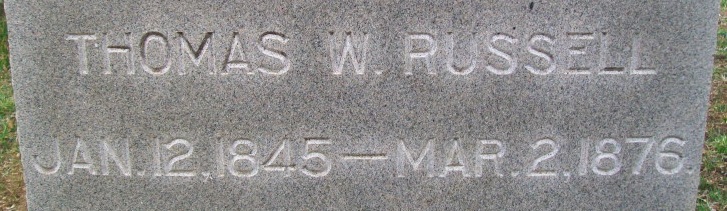 THOMAS W. RUSSELL
JAN. 12, 1845 — MAR. 2, 1876.